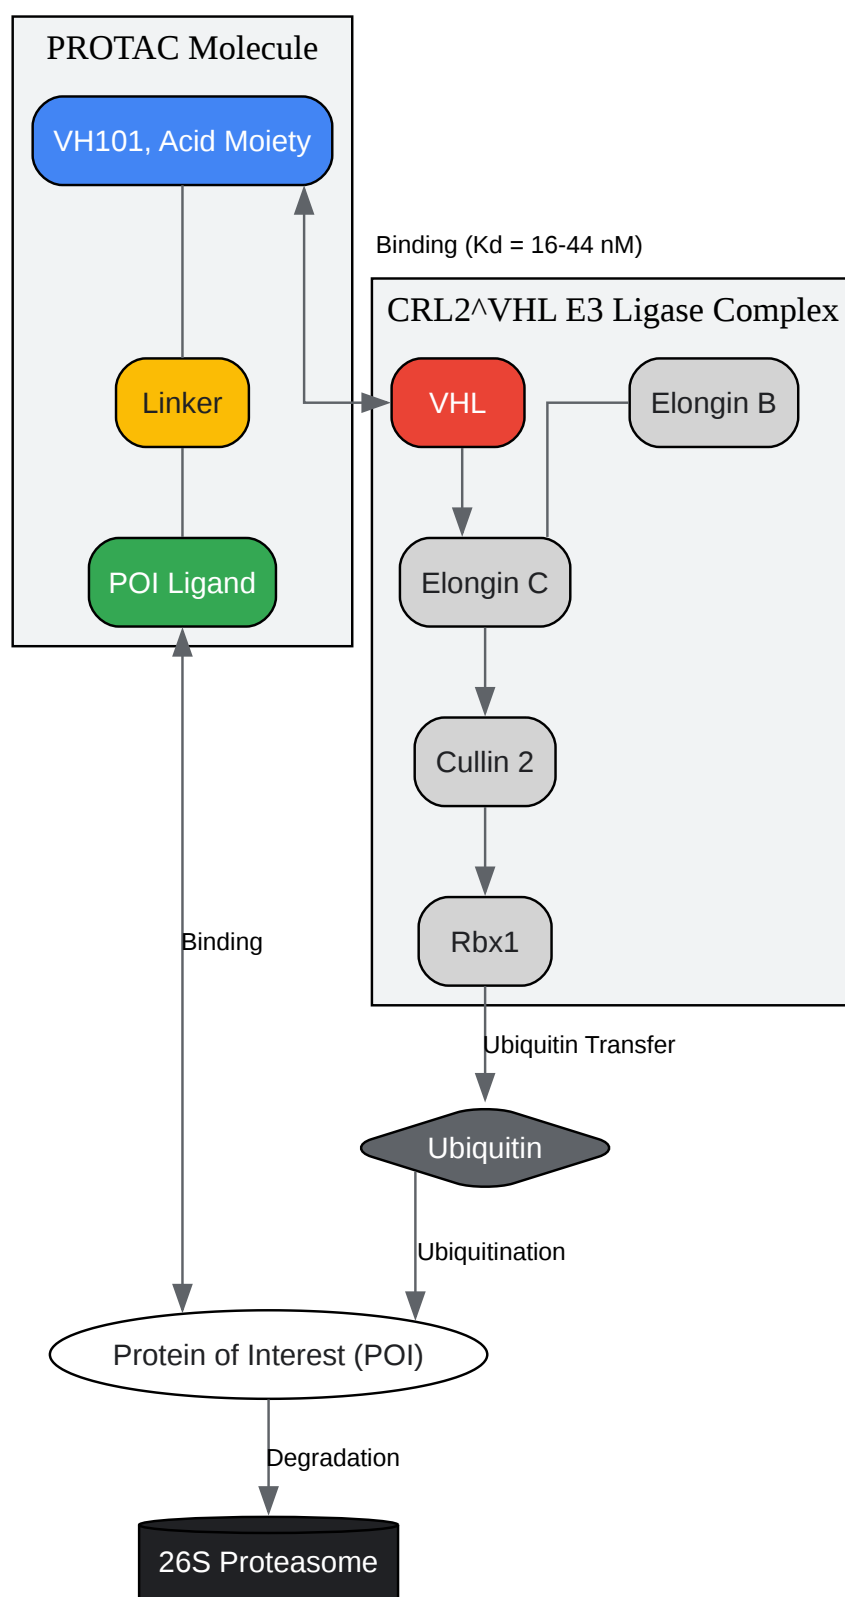 PROTAC Molecule
VH101, Acid Moiety
Binding (Kd = 16-44 nM)
CRL2^VHL E3 Ligase Complex
Linker
VHL
Elongin B
POI Ligand
Elongin C
Cullin 2
Binding
Rbx1
Ubiquitin Transfer
Ubiquitin
Ubiquitination
Protein of Interest (POI)
Degradation
26S Proteasome